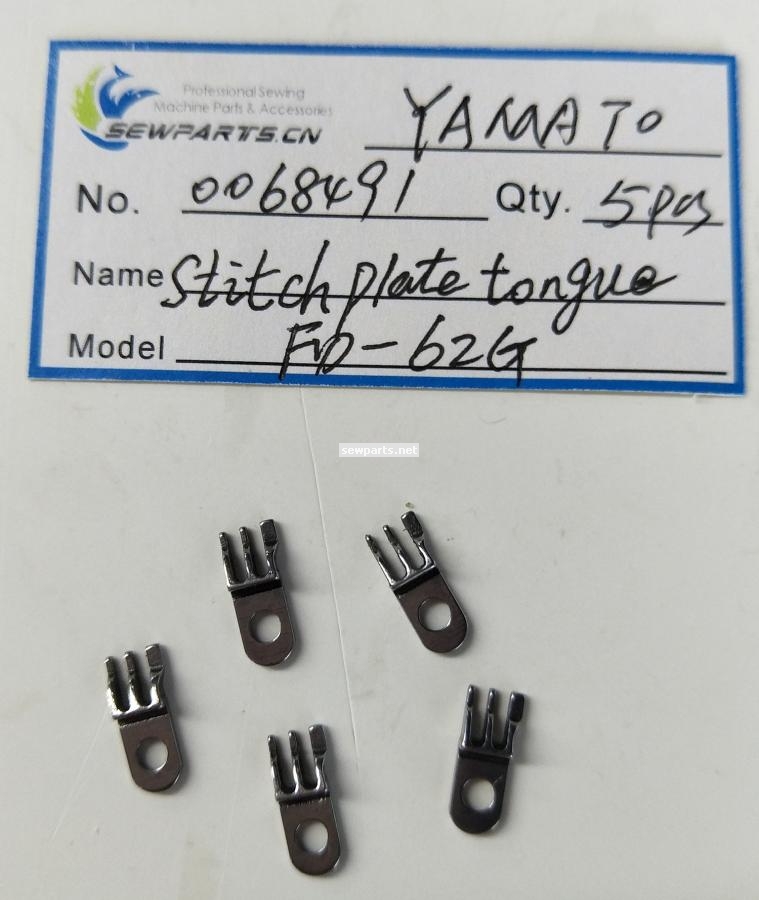 Professional Sewing
Machine Parts & Accessories
SEWPARTS.CN
YAMATO
No. 0068491 Qty. 5pcs
Name Stitch plate tongue
Model FD-62G
sewparts.net